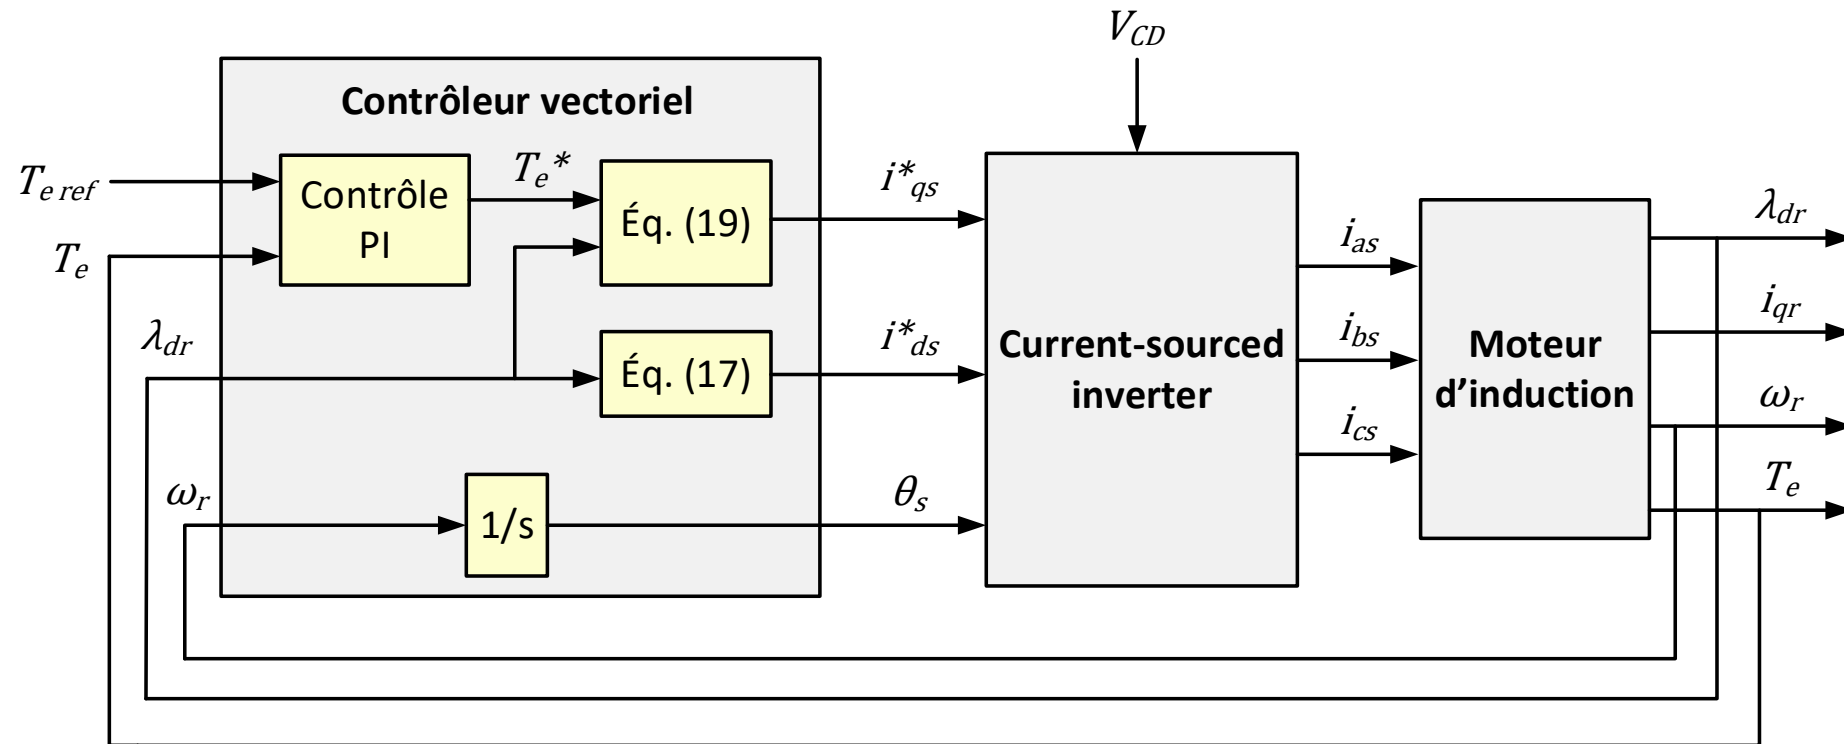 V_CD
Contrôleur vectoriel
T_e ref
Contrôle
PI
T_e*
Éq. (19)
i*_qs
T_e
λ_dr
Éq. (17)
i*_ds
ω_r
1/s
θ_s
Current-sourced
inverter
i_as
i_bs
i_cs
Moteur
d’induction
λ_dr
i_qr
ω_r
T_e